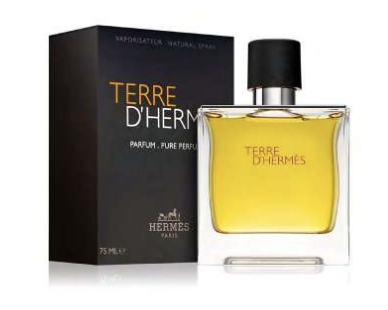 VAPORISATEUR NATURAL SPRAY
TERRE
D'HERM
PARFUM . PURE PERFU
HERMÈS
PARIS
75 ML ℮
TERRE
D'HERMÈS